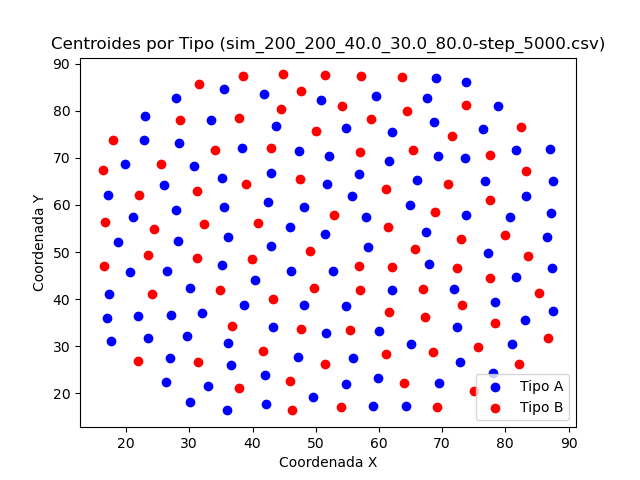 Centroides por Tipo (sim_200_200_40.0_30.0_80.0-step_5000.csv)
90
80
70
60
50
40
30
20
Coordenada Y
Tipo A
Tipo B
20 30 40 50 60 70 80 90
Coordenada X